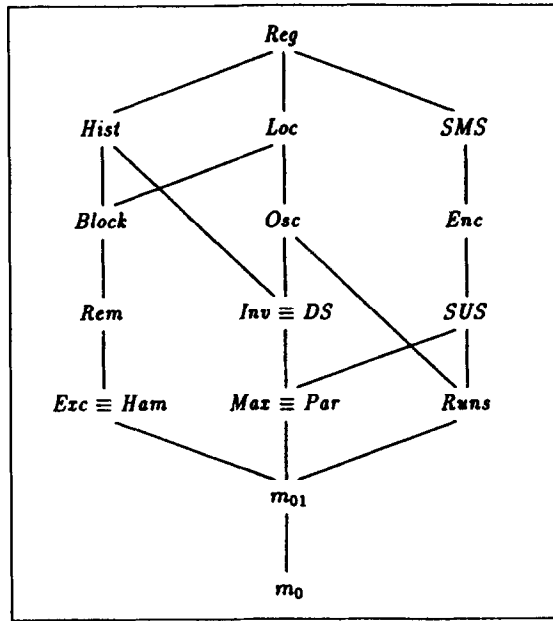 Reg
Hist Loc SMS
Block Osc Enc
Rem Inv ≡ DS SUS
Exc ≡ Ham Max ≡ Par Runs
m₀₁
m₀